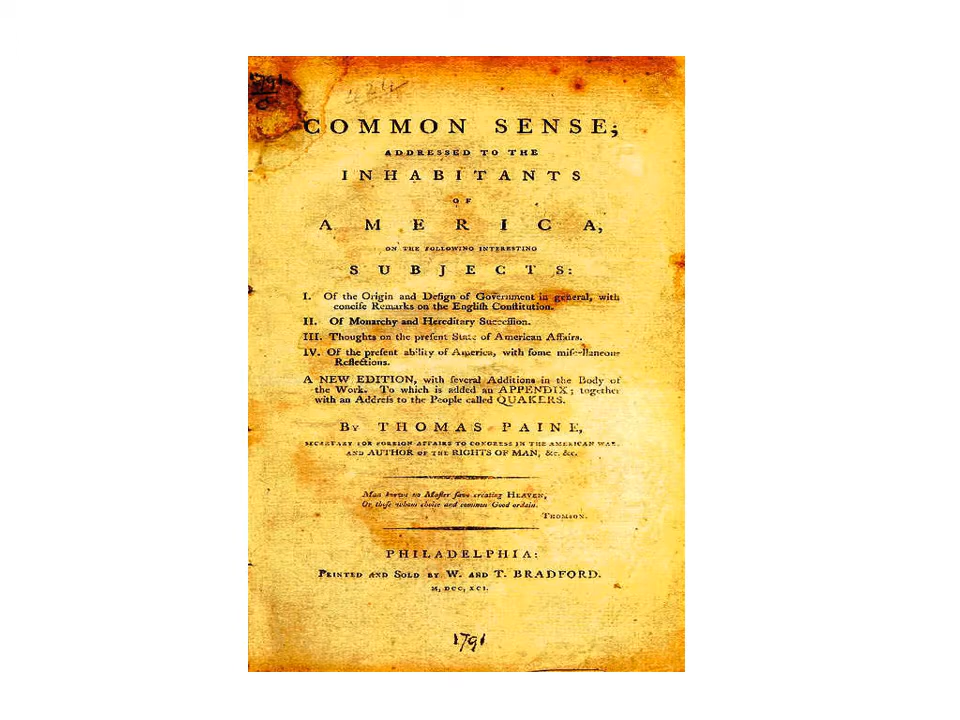 1791
424
COMMON SENSE;
ADDRESSED TO THE
INHABITANTS
OF
AMERICA,
ON THE FOLLOWING INTERESTING
SUBJECTS:
I. Of the Origin and Deſign of Government in general, with
conciſe Remarks on the Engliſh Conſtitution.
II. Of Monarchy and Hereditary Succeſſion.
III. Thoughts on the preſent State of American Affairs.
IV. Of the preſent ability of America, with ſome miſcellaneous
Reflections.
A NEW EDITION, with ſeveral Additions in the Body of
the Work. To which is added an APPENDIX; together
with an Addreſs to the People called QUAKERS.
By THOMAS PAINE,
SECRETARY FOR FOREIGN AFFAIRS TO CONGRESS IN THE AMERICAN WAR,
AND AUTHOR OF THE RIGHTS OF MAN, &c. &c.
Man knows no Maſter ſave creating HEAVEN,
Or thoſe whom choice and common Good ordain.
THOMSON.
PHILADELPHIA:
PRINTED AND SOLD BY W. AND T. BRADFORD.
M,DCC,XCI.
1791